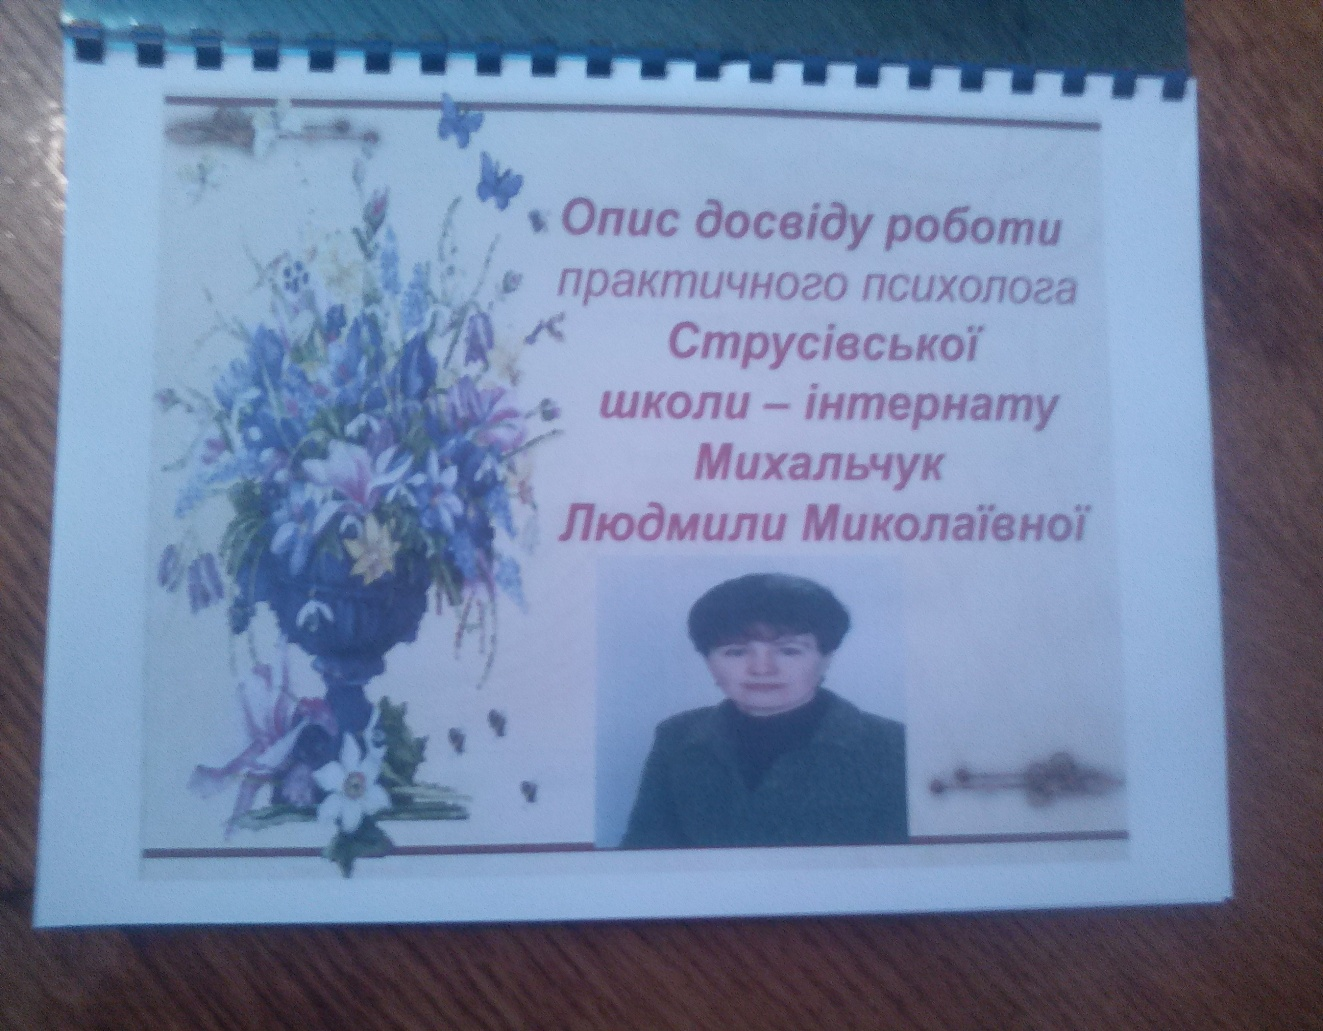 Опис досвіду роботи
практичного психолога
Струсівської
школи – інтернату
Михальчук
Людмили Миколаївної